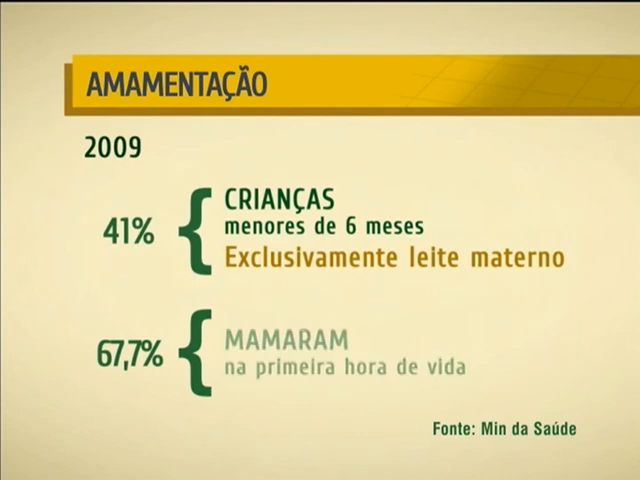 AMAMENTAÇÃO
2009
41%
CRIANÇAS
menores de 6 meses
Exclusivamente leite materno
67,7%
MAMARAM
na primeira hora de vida
Fonte: Min da Saúde